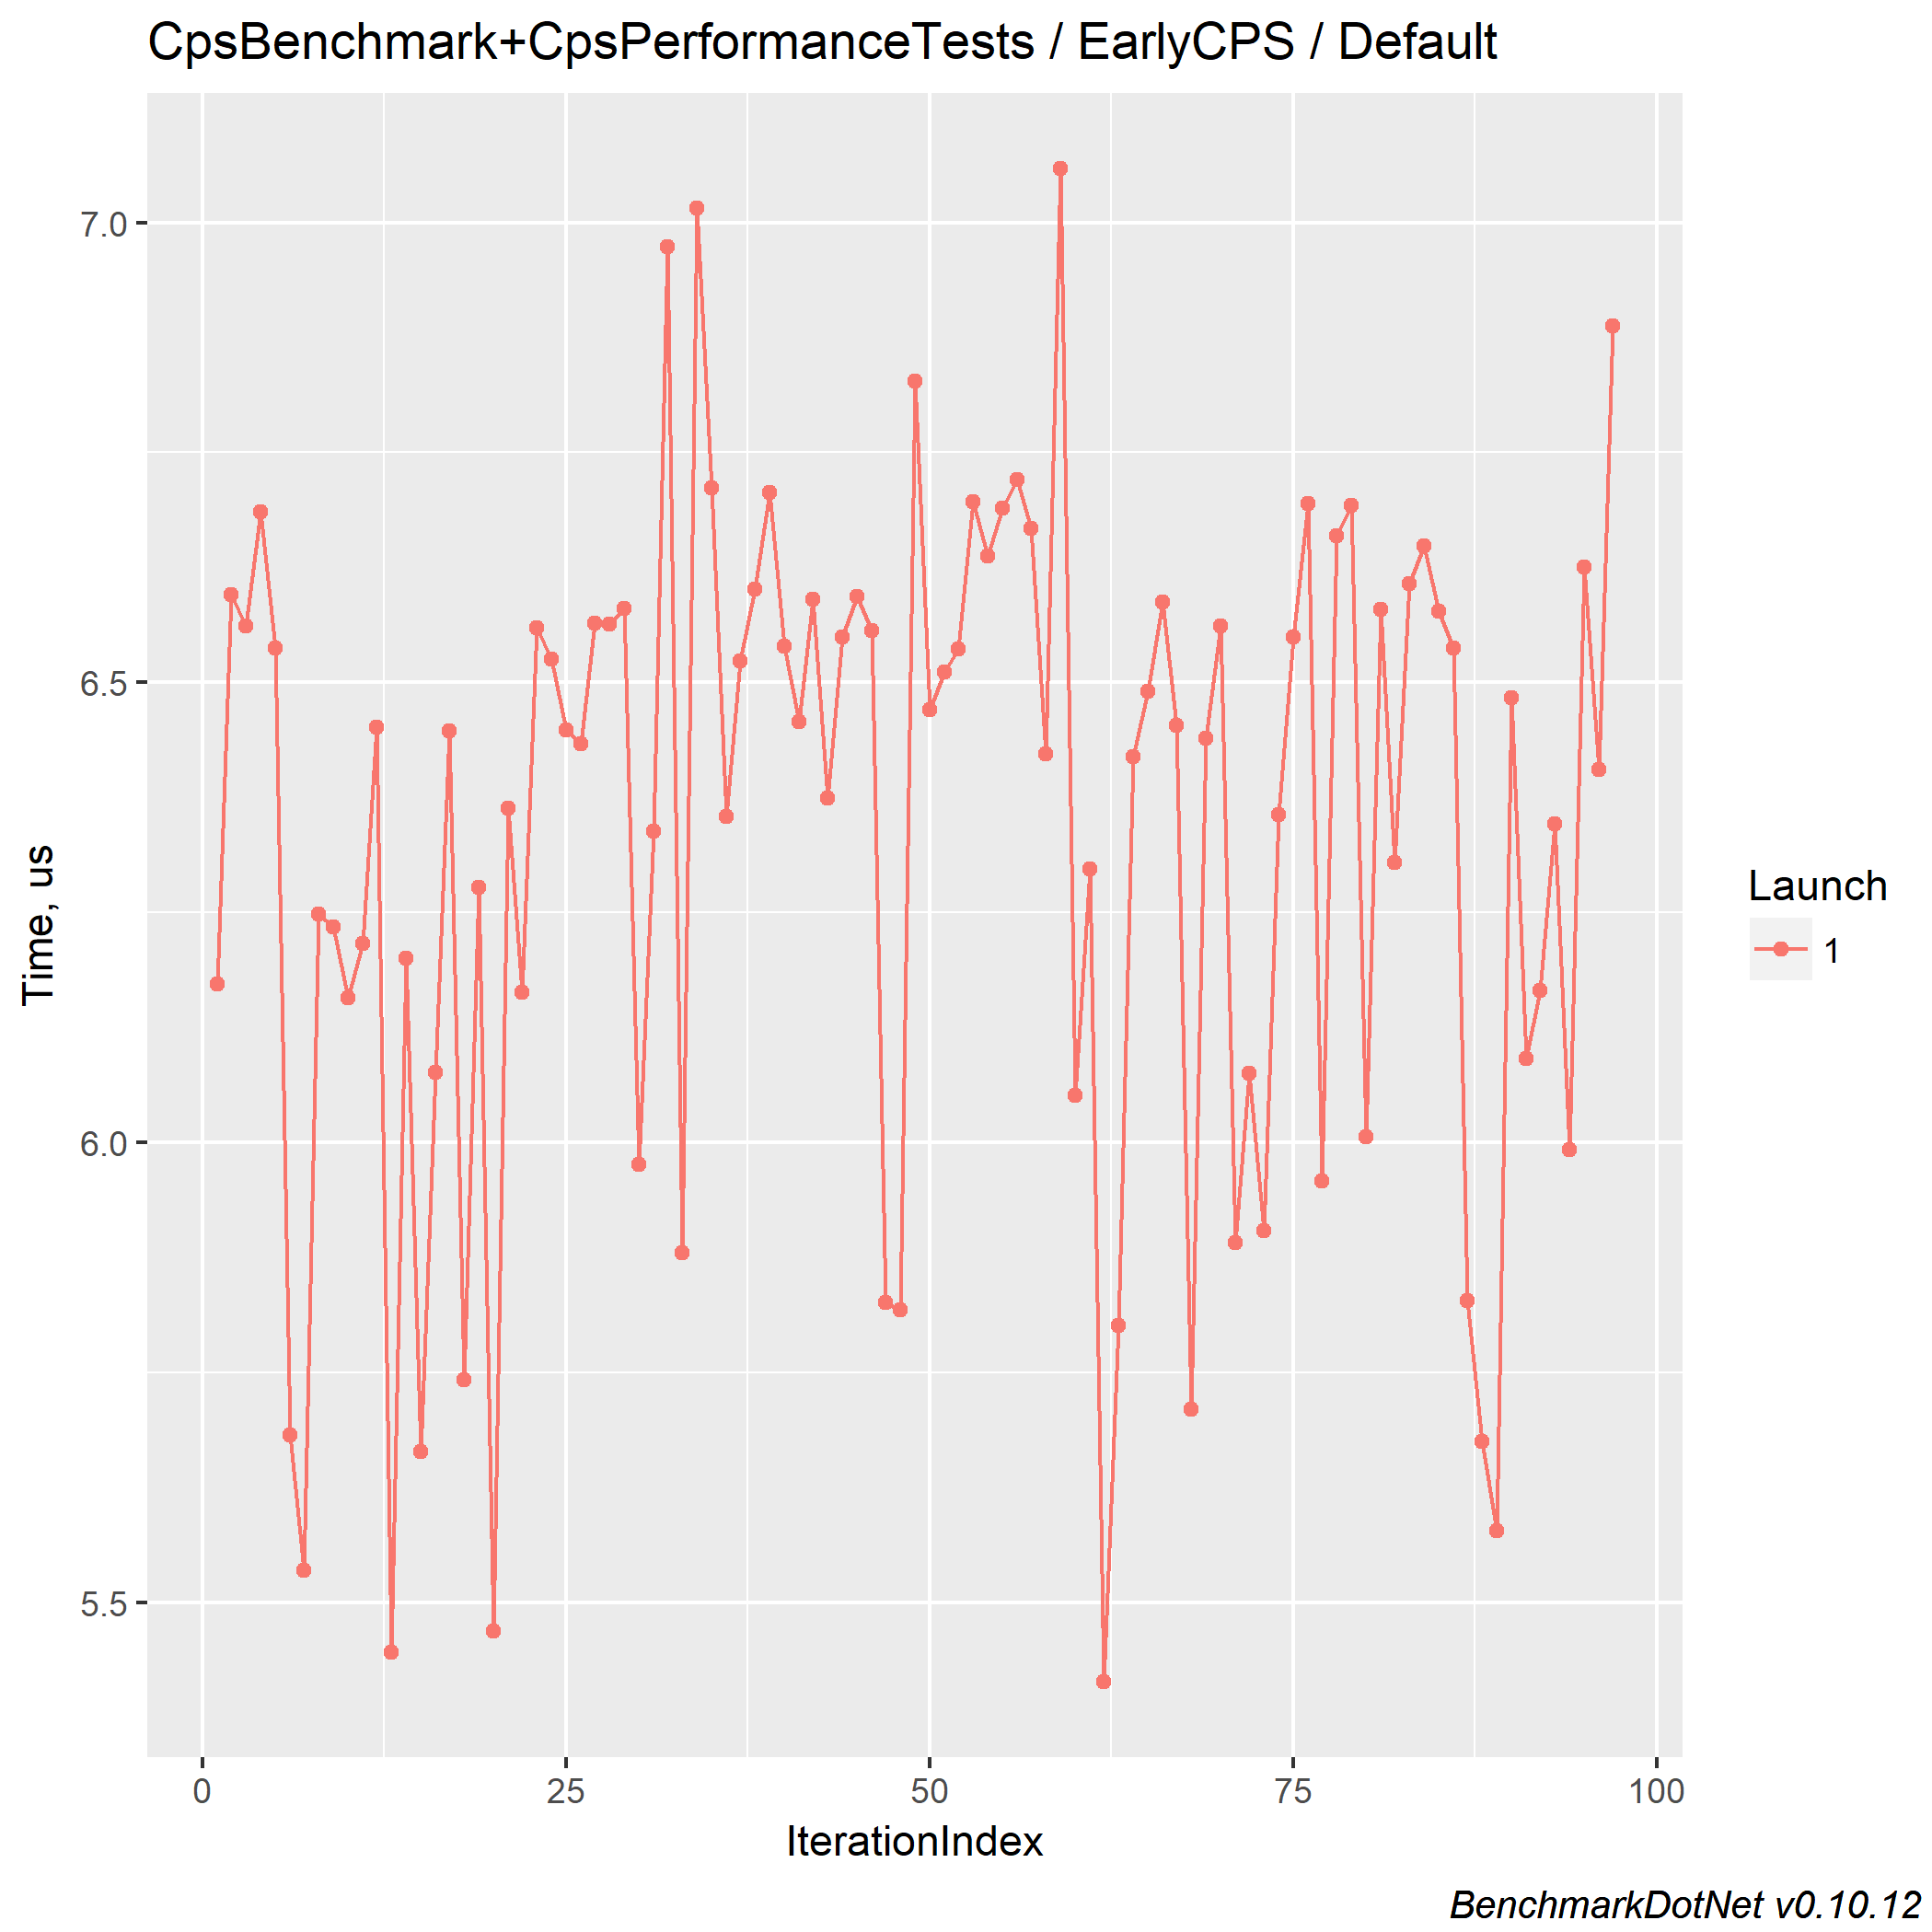 CpsBenchmark+CpsPerformanceTests / EarlyCPS / Default
7.0
6.5
6.0
5.5
Time, us
0 25 50 75 100
IterationIndex
Launch
1
BenchmarkDotNet v0.10.12